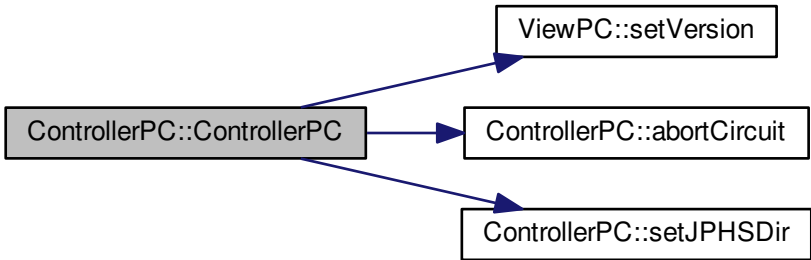 ViewPC::setVersion
ControllerPC::ControllerPC
ControllerPC::abortCircuit
ControllerPC::setJPHSDir